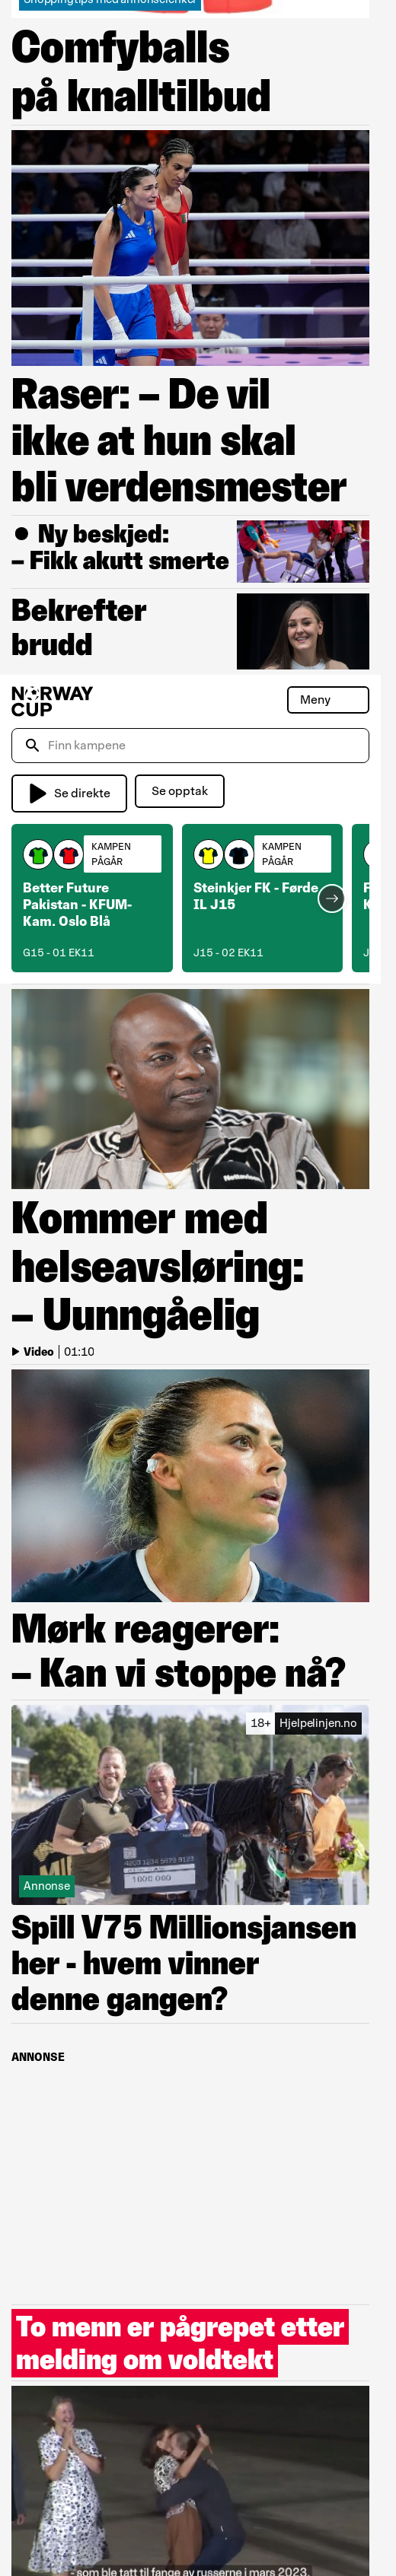 Shoppingtips med annonselenker
Comfyballs
på knalltilbud
Raser: – De vil
ikke at hun skal
bli verdensmester
● Ny beskjed:
– Fikk akutt smerte
Bekrefter
brudd
NORWAY
CUP
Meny
Finn kampene
Se direkte
Se opptak
KAMPEN
PÅGÅR
Better Future
Pakistan - KFUM-
Kam. Oslo Blå
G15 - 01 EK11
KAMPEN
PÅGÅR
Steinkjer FK - Førde
IL J15
J15 - 02 EK11
Kommer med
helseavsløring:
– Uunngåelig
Video | 01:10
Mørk reagerer:
– Kan vi stoppe nå?
18+ Hjelpelinjen.no
1 000 000
Annonse
Spill V75 Millionsjansen
her - hvem vinner
denne gangen?
ANNONSE
To menn er pågrepet etter
melding om voldtekt
- som ble tatt til fange av russerne i mars 2023.